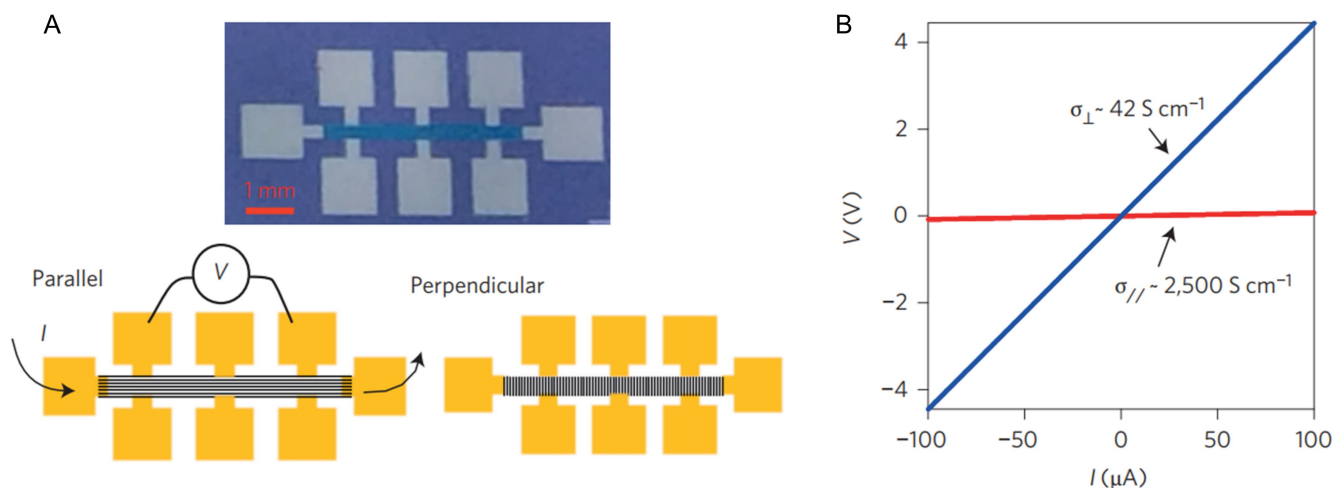 A
1 mm
Parallel
V
I
Perpendicular
B
V (V)
4
2
0
−2
−4
σ⊥ ~ 42 S cm⁻¹
σ// ~ 2,500 S cm⁻¹
−100
−50
0
50
100
I (μA)